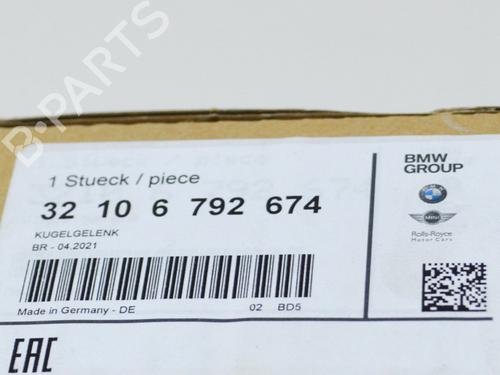 B-PARTS
1 Stueck / piece
32 10 6 792 674
KUGELGELENK
BR - 04.2021
Made in Germany - DE 02 BD5
BMW
GROUP
MINI
Rolls-Royce
Motor Cars
EAC